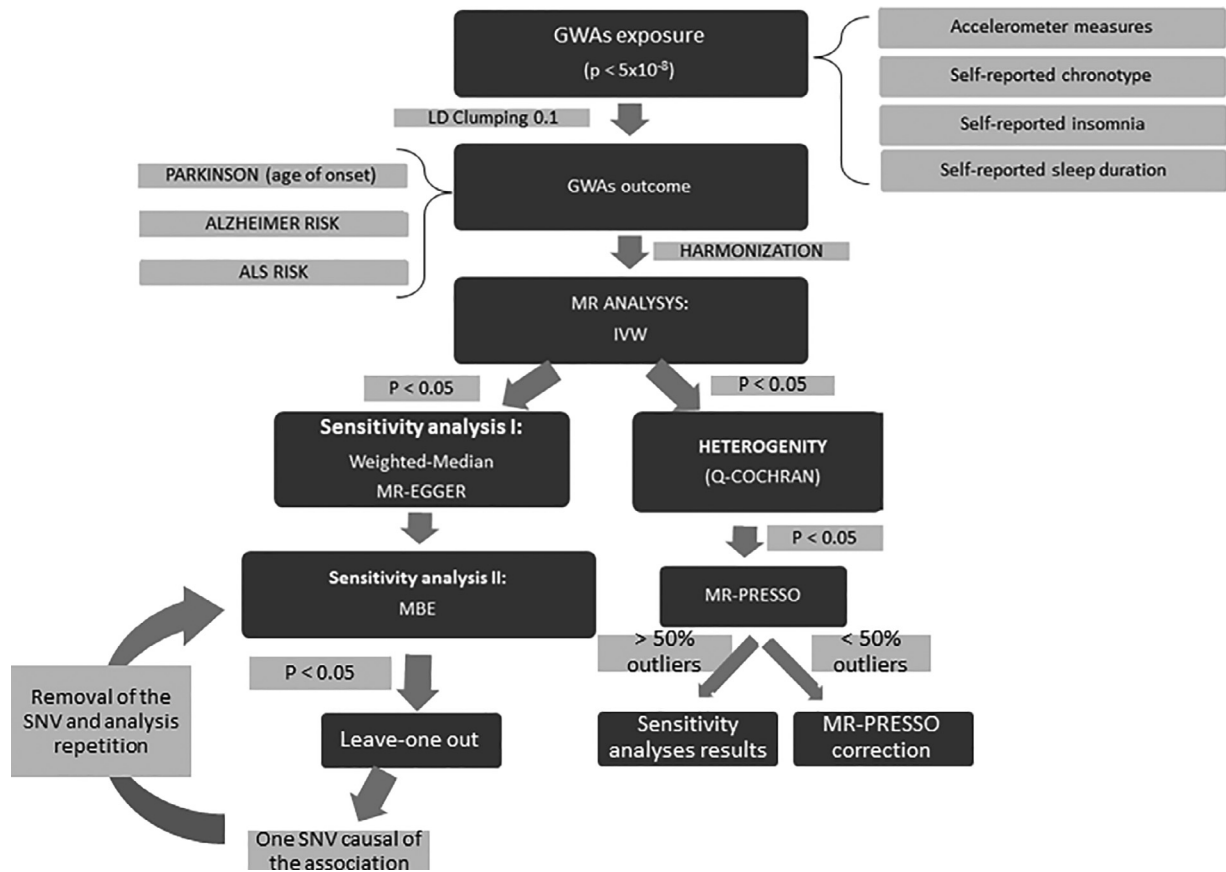 GWAs exposure
(p < 5x10⁻⁸)
Accelerometer measures
Self-reported chronotype
Self-reported insomnia
Self-reported sleep duration
LD Clumping 0.1
PARKINSON (age of onset)
ALZHEIMER RISK
ALS RISK
GWAs outcome
HARMONIZATION
MR ANALYSYS:
IVW
P < 0.05
P < 0.05
Sensitivity analysis I:
Weighted-Median
MR-EGGER
HETEROGENITY
(Q-COCHRAN)
P < 0.05
Sensitivity analysis II:
MBE
MR-PRESSO
> 50%
outliers
< 50%
outliers
P < 0.05
Removal of the
SNV and analysis
repetition
Leave-one out
Sensitivity
analyses results
MR-PRESSO
correction
One SNV causal of
the association